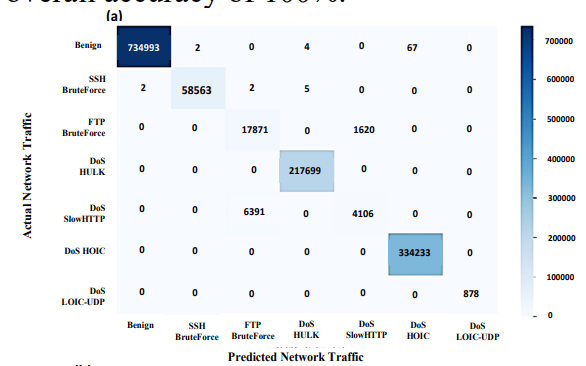 overall accuracy of 100%.
(a)
Benign 734993 2 0 4 0 67 0
SSH BruteForce 2 58563 2 5 0 0 0
FTP BruteForce 0 0 17871 0 1620 0 0
DoS HULK 0 0 0 217699 0 0 0
DoS SlowHTTP 0 0 6391 0 4106 0 0
DoS HOIC 0 0 0 0 0 334233 0
DoS LOIC-UDP 0 0 0 0 0 0 878
Benign SSH BruteForce FTP BruteForce DoS HULK DoS SlowHTTP DoS HOIC DoS LOIC-UDP
Predicted Network Traffic
Actual Network Traffic
700000
600000
500000
400000
300000
200000
100000
0